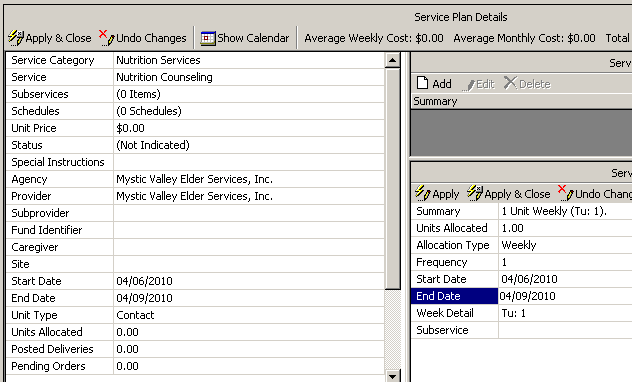 Service Plan Details
Apply & Close Undo Changes Show Calendar Average Weekly Cost: $0.00 Average Monthly Cost: $0.00 Total
Service Category Nutrition Services
Service Nutrition Counseling
Subservices (0 Items)
Schedules (0 Schedules)
Unit Price $0.00
Status (Not Indicated)
Special Instructions
Agency Mystic Valley Elder Services, Inc.
Provider Mystic Valley Elder Services, Inc.
Subprovider
Fund Identifier
Caregiver
Site
Start Date 04/06/2010
End Date 04/09/2010
Unit Type Contact
Units Allocated 0.00
Posted Deliveries 0.00
Pending Orders 0.00
Serv
Add Edit Delete
Summary
Serv
Apply Apply & Close Undo Chang
Summary 1 Unit Weekly (Tu: 1).
Units Allocated 1.00
Allocation Type Weekly
Frequency 1
Start Date 04/06/2010
End Date 04/09/2010
Week Detail Tu: 1
Subservice